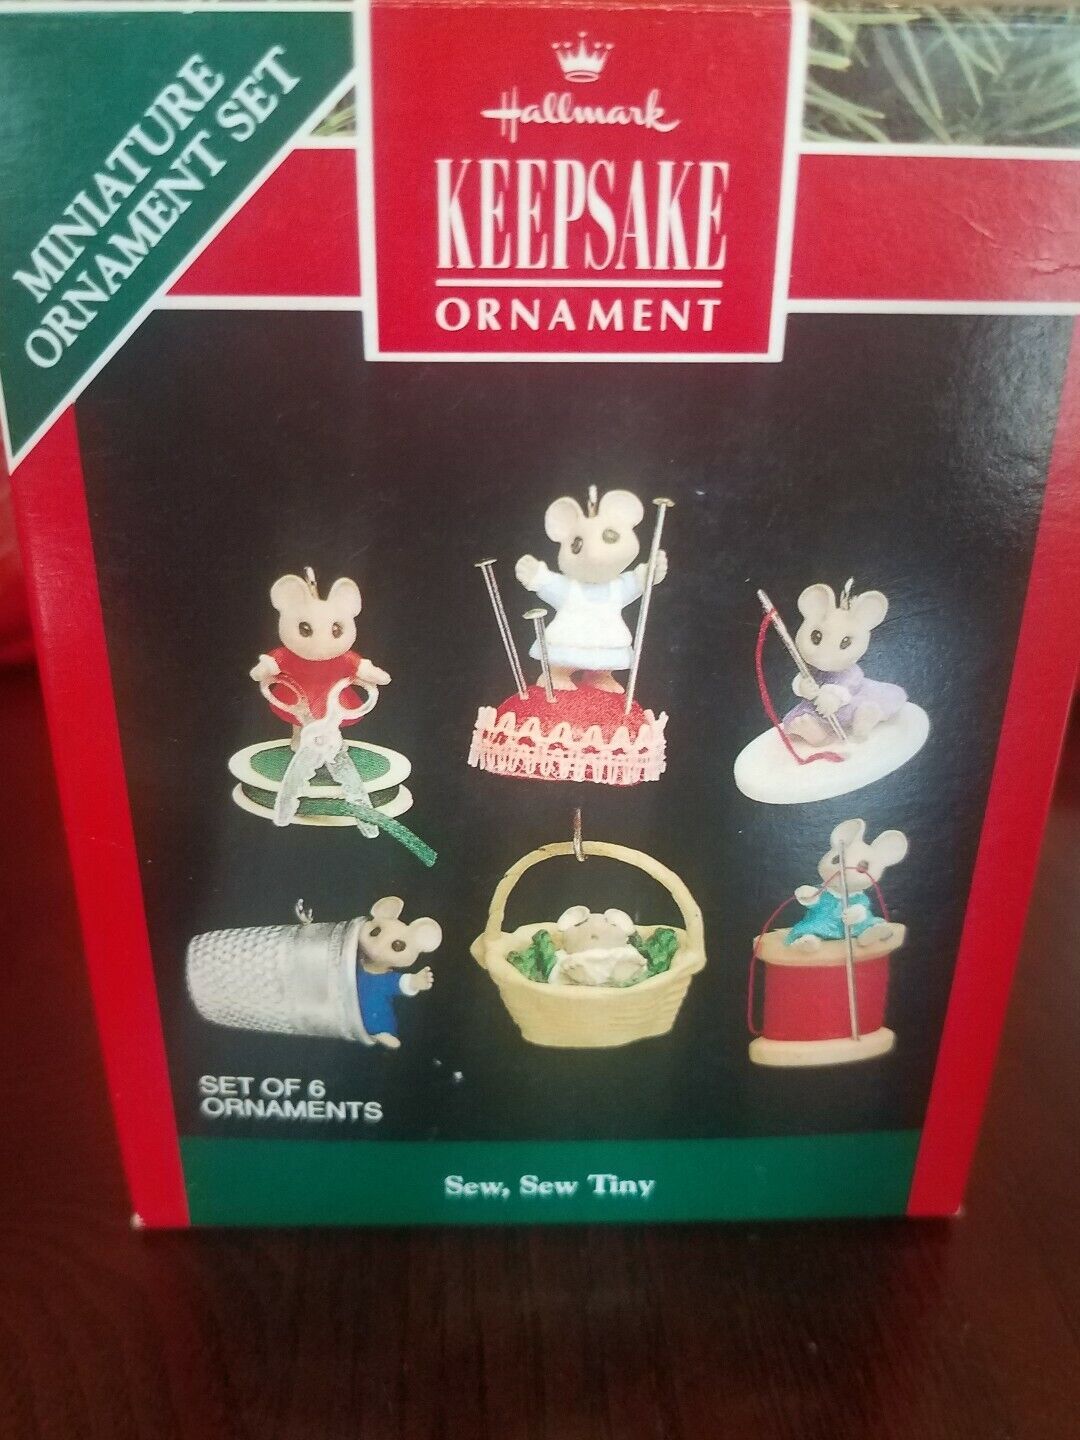 MINIATURE
ORNAMENT SET
Hallmark
KEEPSAKE
ORNAMENT
SET OF 6
ORNAMENTS
Sew, Sew Tiny